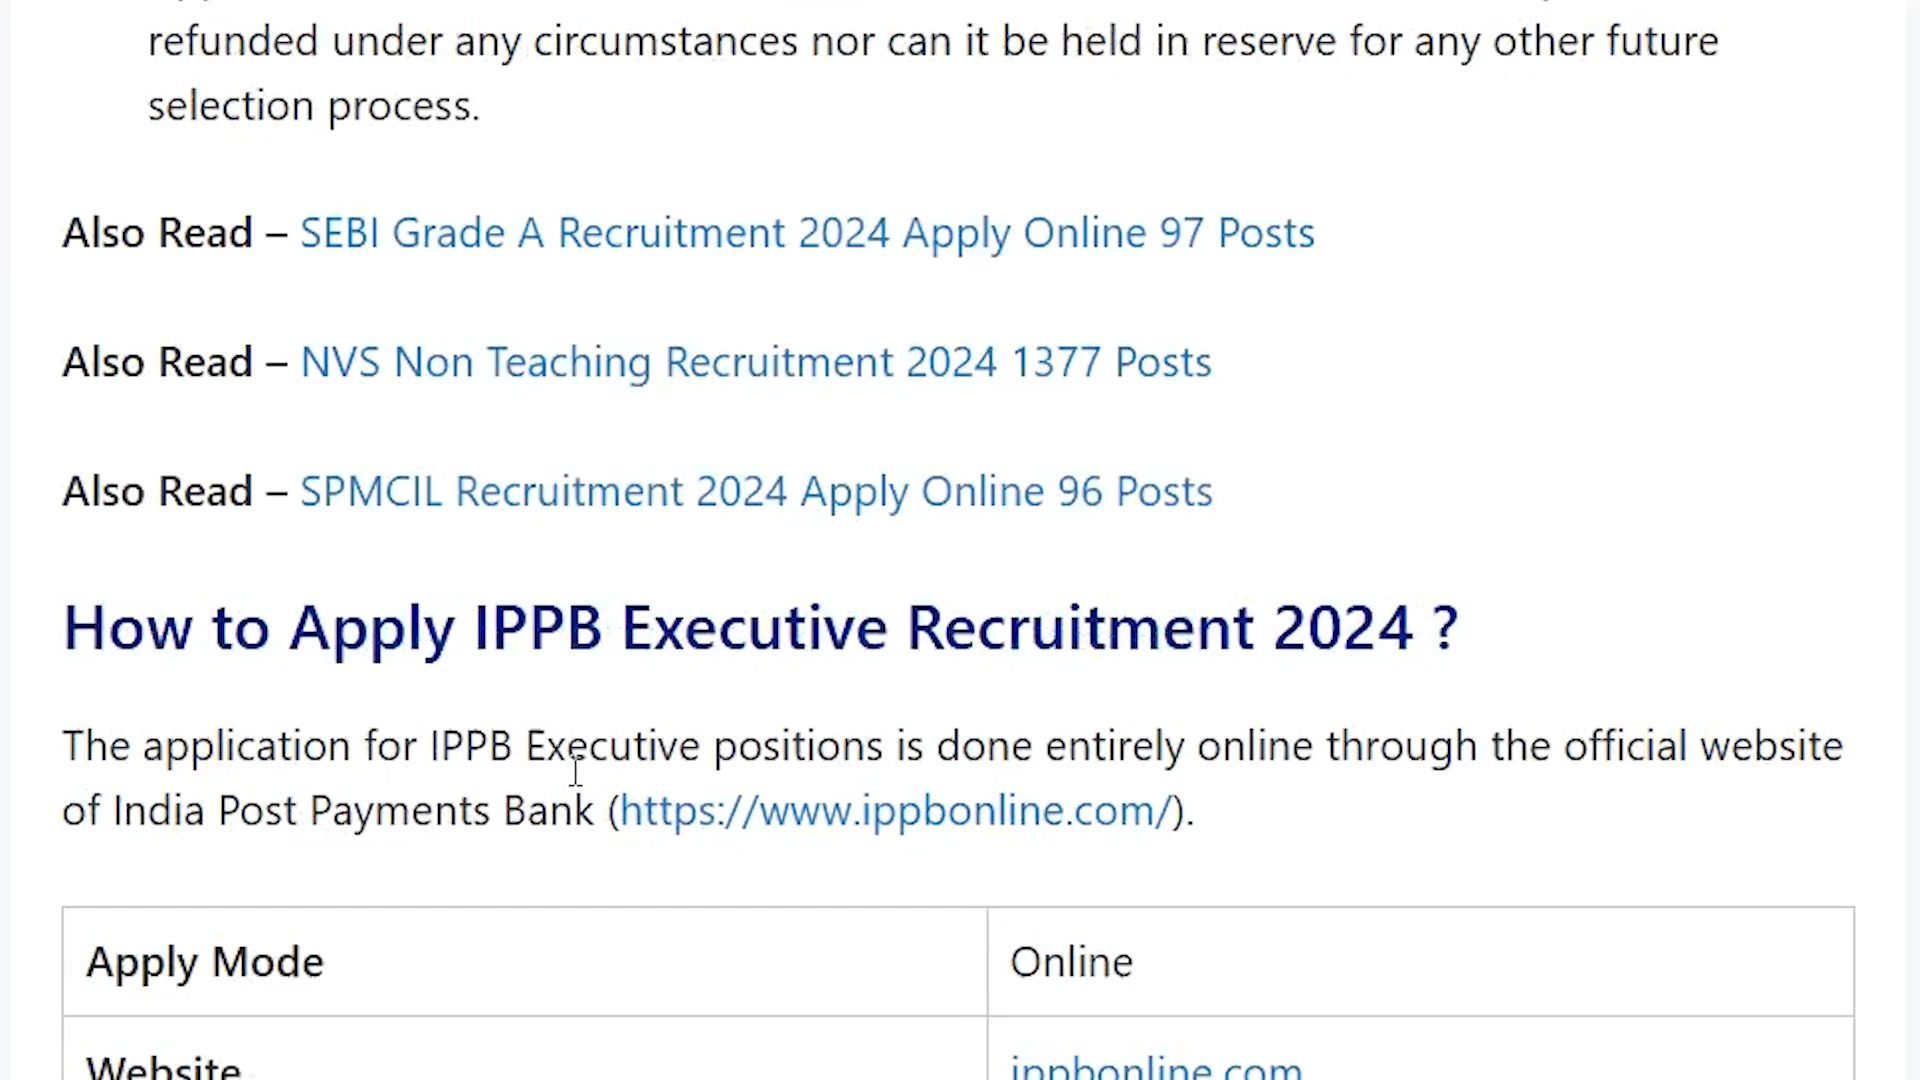 refunded under any circumstances nor can it be held in reserve for any other future
selection process.
Also Read – SEBI Grade A Recruitment 2024 Apply Online 97 Posts
Also Read – NVS Non Teaching Recruitment 2024 1377 Posts
Also Read – SPMCIL Recruitment 2024 Apply Online 96 Posts
How to Apply IPPB Executive Recruitment 2024 ?
The application for IPPB Executive positions is done entirely online through the official website
of India Post Payments Bank (https://www.ippbonline.com/).
Apply Mode Online
Website ippbonline.com